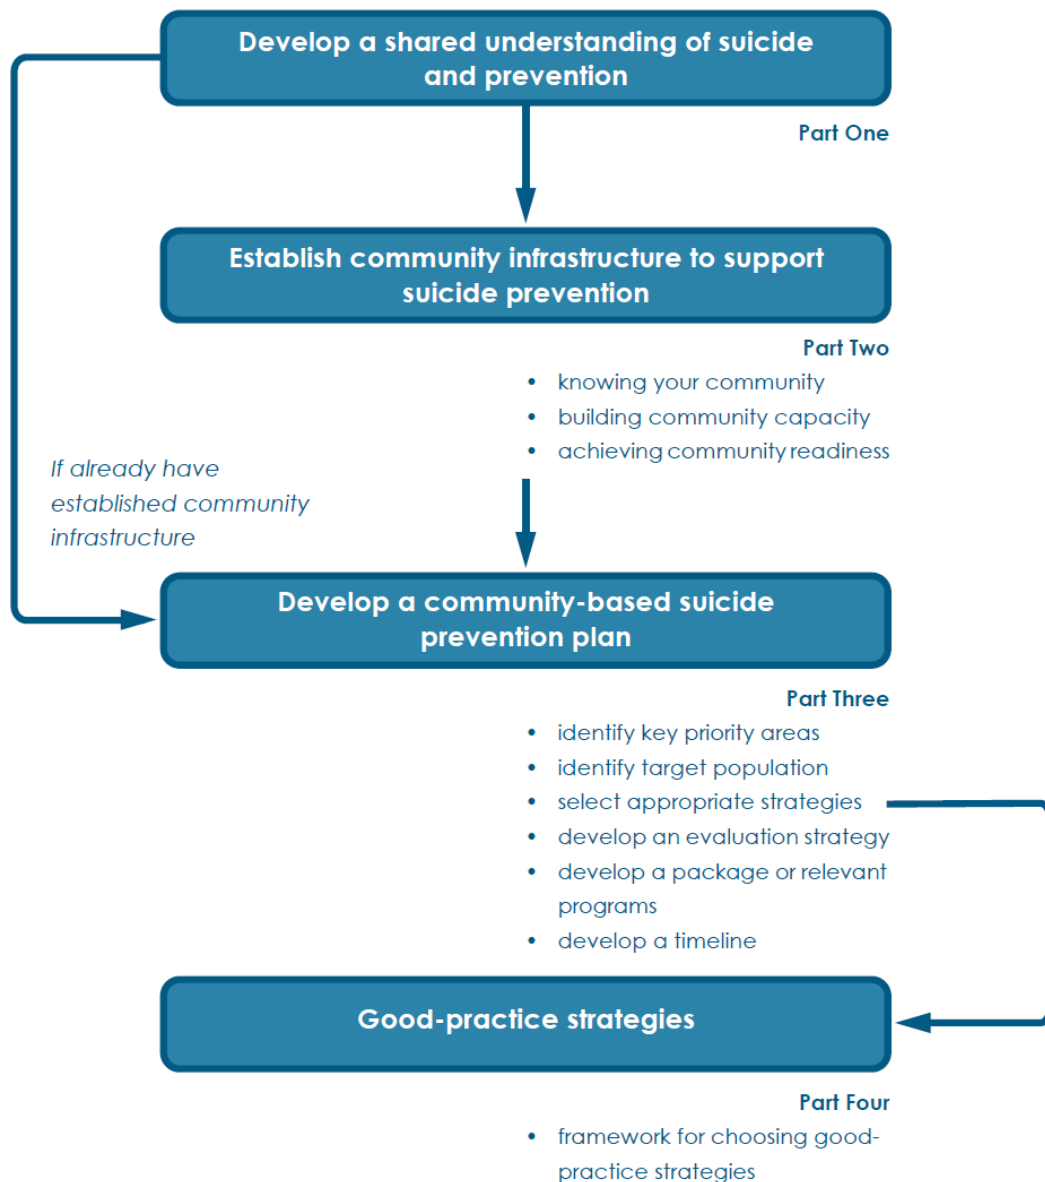 Develop a shared understanding of suicide
and prevention
Part One
Establish community infrastructure to support
suicide prevention
Part Two
• knowing your community
• building community capacity
• achieving community readiness
If already have
established community
infrastructure
Develop a community-based suicide
prevention plan
Part Three
• identify key priority areas
• identify target population
• select appropriate strategies
• develop an evaluation strategy
• develop a package or relevant
programs
• develop a timeline
Good-practice strategies
Part Four
• framework for choosing good-
practice strategies